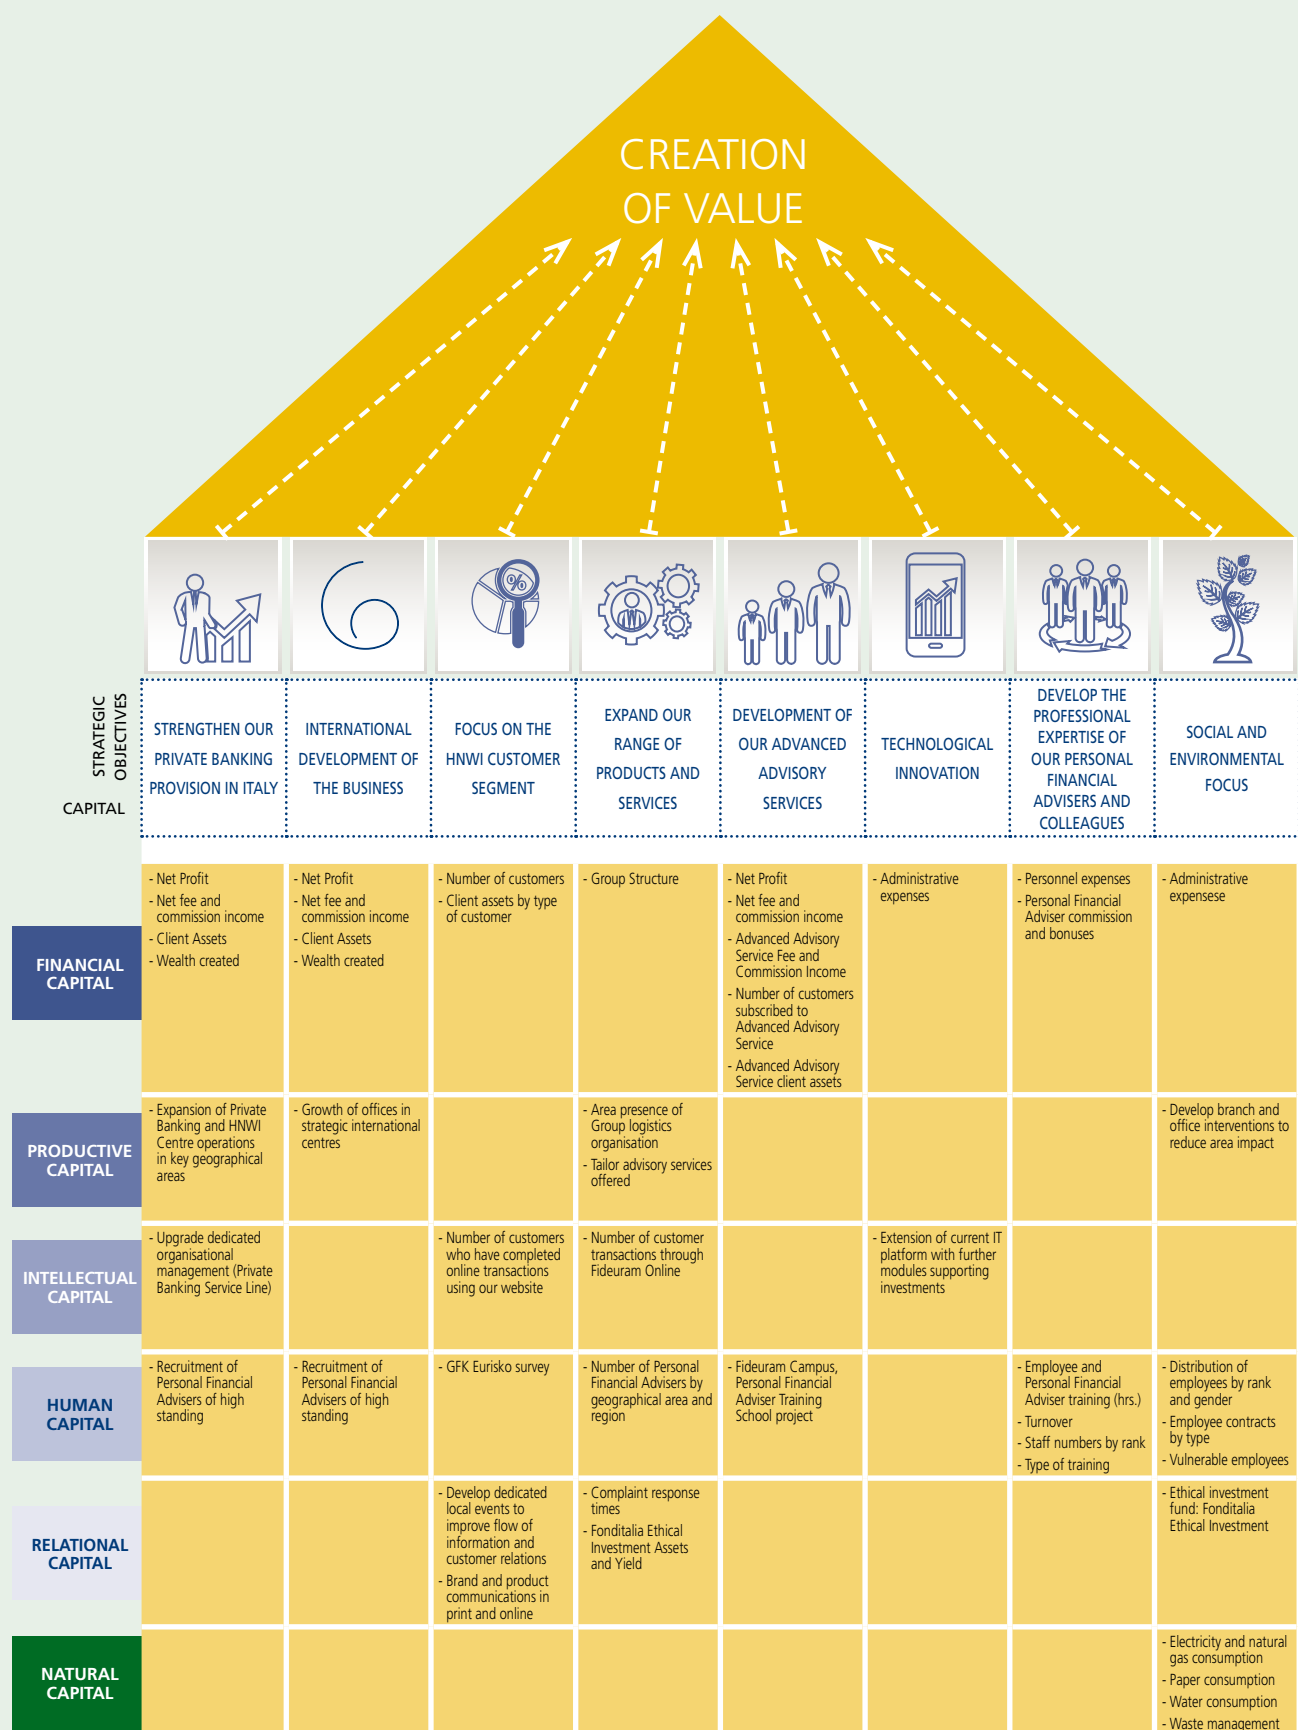 CREATION
OF VALUE
STRATEGIC
OBJECTIVES
CAPITAL
STRENGTHEN OUR
PRIVATE BANKING
PROVISION IN ITALY
INTERNATIONAL
DEVELOPMENT OF
THE BUSINESS
FOCUS ON THE
HNWI CUSTOMER
SEGMENT
EXPAND OUR
RANGE OF
PRODUCTS AND
SERVICES
DEVELOPMENT OF
OUR ADVANCED
ADVISORY
SERVICES
TECHNOLOGICAL
INNOVATION
DEVELOP THE
PROFESSIONAL
EXPERTISE OF
OUR PERSONAL
FINANCIAL
ADVISERS AND
COLLEAGUES
SOCIAL AND
ENVIRONMENTAL
FOCUS
FINANCIAL
CAPITAL
- Net Profit
- Net fee and
commission income
- Client Assets
- Wealth created
- Net Profit
- Net fee and
commission income
- Client Assets
- Wealth created
- Number of customers
- Client assets by type
of customer
- Group Structure
- Net Profit
- Net fee and
commission income
- Advanced Advisory
Service Fee and
Commission Income
- Number of customers
subscribed to
Advanced Advisory
Service
- Advanced Advisory
Service client assets
- Administrative
expenses
- Personnel expenses
- Personal Financial
Adviser commission
and bonuses
- Administrative
expensese
PRODUCTIVE
CAPITAL
- Expansion of Private
Banking and HNWI
Centre operations
in key geographical
areas
- Growth of offices in
strategic international
centres
- Area presence of
Group logistics
organisation
- Tailor advisory services
offered
- Develop branch and
office interventions to
reduce area impact
INTELLECTUAL
CAPITAL
- Upgrade dedicated
organisational
management (Private
Banking Service Line)
- Number of customers
who have completed
online transactions
using our website
- Number of customer
transactions through
Fideuram Online
- Extension of current IT
platform with further
modules supporting
investments
HUMAN
CAPITAL
- Recruitment of
Personal Financial
Advisers of high
standing
- Recruitment of
Personal Financial
Advisers of high
standing
- GFK Eurisko survey
- Number of Personal
Financial Advisers by
geographical area and
region
- Fideuram Campus,
Personal Financial
Adviser Training
School project
- Employee and
Personal Financial
Adviser training (hrs.)
- Turnover
- Staff numbers by rank
- Type of training
- Distribution of
employees by rank
and gender
- Employee contracts
by type
- Vulnerable employees
RELATIONAL
CAPITAL
- Develop dedicated
local events to
improve flow of
information and
customer relations
- Brand and product
communications in
print and online
- Complaint response
times
- Fonditalia Ethical
Investment Assets
and Yield
- Ethical investment
fund: Fonditalia
Ethical Investment
NATURAL
CAPITAL
- Electricity and natural
gas consumption
- Paper consumption
- Water consumption
- Waste management